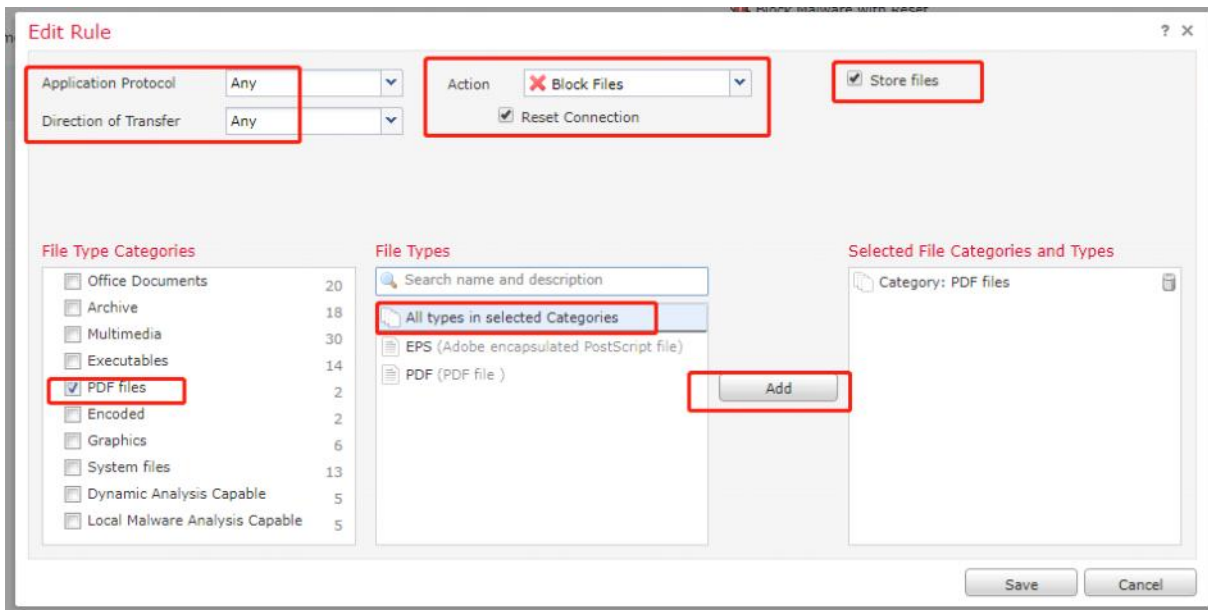 Block Malware with Reset
Edit Rule
? X
Application Protocol Any
Action Block Files
Store files
Direction of Transfer Any
Reset Connection
File Type Categories
Office Documents 20
Archive 18
Multimedia 30
Executables 14
PDF files 2
Encoded 2
Graphics 6
System files 13
Dynamic Analysis Capable 5
Local Malware Analysis Capable 5
File Types
Search name and description
All types in selected Categories
EPS (Adobe encapsulated PostScript file)
PDF (PDF file )
Add
Selected File Categories and Types
Category: PDF files
Save
Cancel